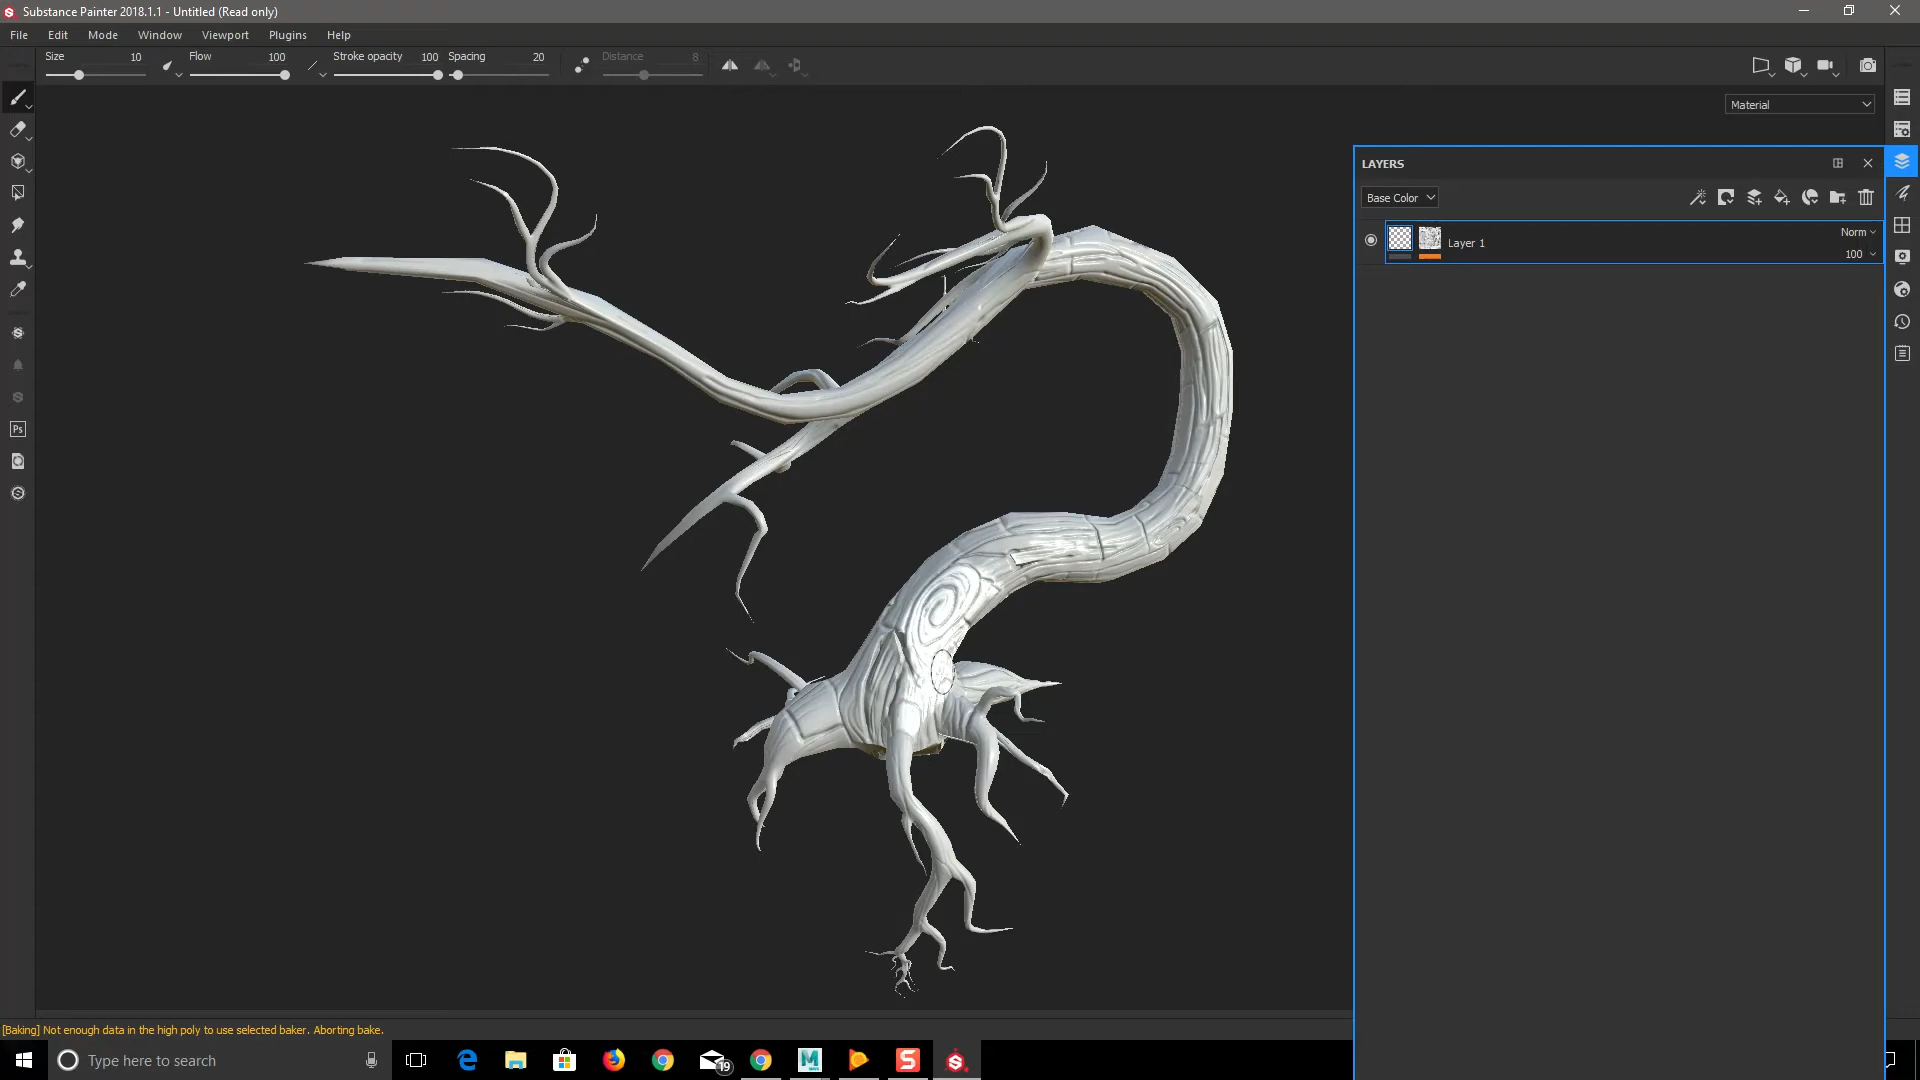 Substance Painter 2018.1.1 - Untitled (Read only)
File Edit Mode Window Viewport Plugins Help
Size 10 Flow 100 Stroke opacity 100 Spacing 20 Distance 8
Material
LAYERS
Base Color
Layer 1
Norm
100
Ps
[Baking] Not enough data in the high poly to use selected baker. Aborting bake.
Type here to search
19